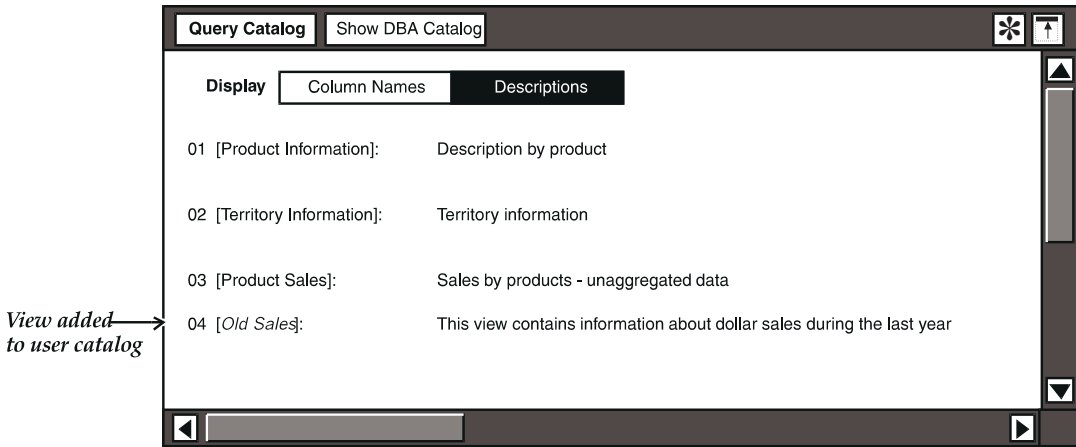 Query Catalog Show DBA Catalog
Display Column Names Descriptions
01 [Product Information]: Description by product
02 [Territory Information]: Territory information
03 [Product Sales]: Sales by products - unaggregated data
04 [Old Sales]: This view contains information about dollar sales during the last year
View added
to user catalog